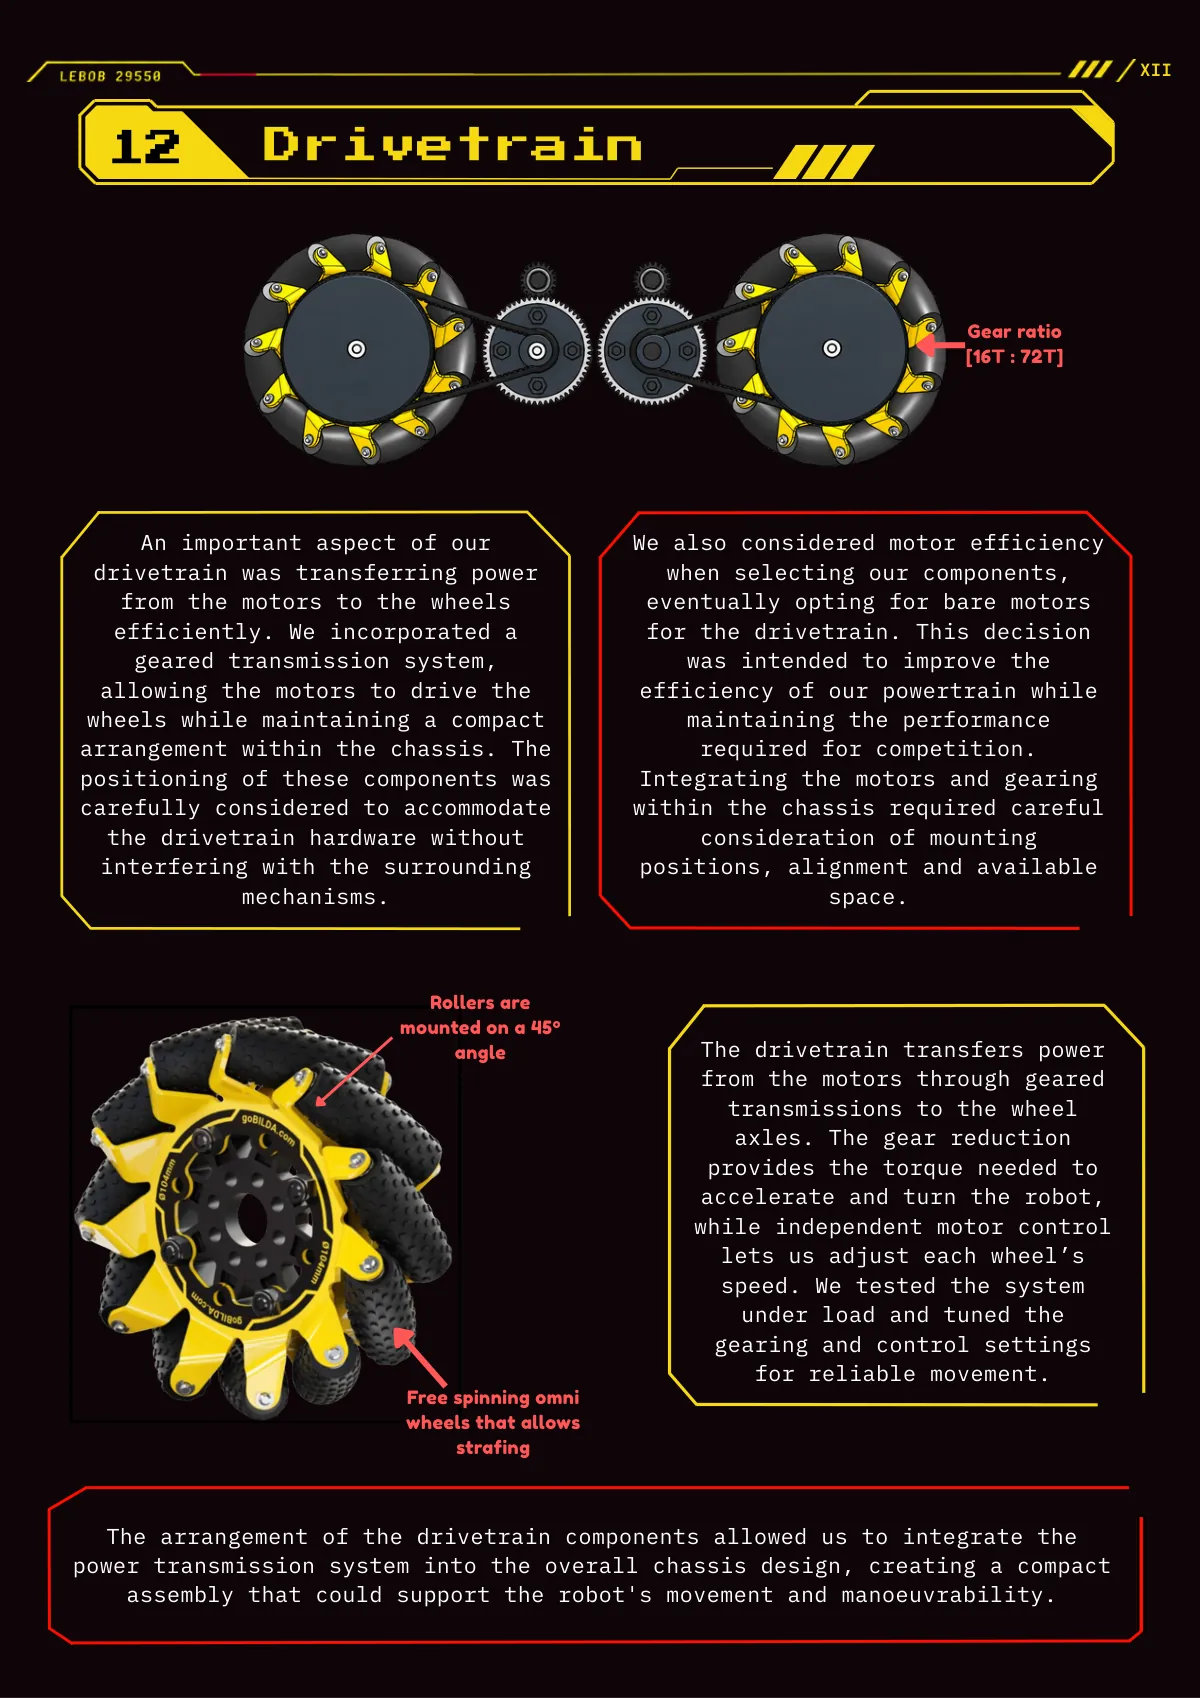 LEBOB 29550
XII
12
Drivetrain
Gear ratio
[16T : 72T]
An important aspect of our
drivetrain was transferring power
from the motors to the wheels
efficiently. We incorporated a
geared transmission system,
allowing the motors to drive the
wheels while maintaining a compact
arrangement within the chassis. The
positioning of these components was
carefully considered to accommodate
the drivetrain hardware without
interfering with the surrounding
mechanisms.
We also considered motor efficiency
when selecting our components,
eventually opting for bare motors
for the drivetrain. This decision
was intended to improve the
efficiency of our powertrain while
maintaining the performance
required for competition.
Integrating the motors and gearing
within the chassis required careful
consideration of mounting
positions, alignment and available
space.
Rollers are
mounted on a 45°
angle
goBILDA.com
Ø104mm
Ø104mm
goBILDA.com
Free spinning omni
wheels that allows
strafing
The drivetrain transfers power
from the motors through geared
transmissions to the wheel
axles. The gear reduction
provides the torque needed to
accelerate and turn the robot,
while independent motor control
lets us adjust each wheel’s
speed. We tested the system
under load and tuned the
gearing and control settings
for reliable movement.
The arrangement of the drivetrain components allowed us to integrate the
power transmission system into the overall chassis design, creating a compact
assembly that could support the robot's movement and manoeuvrability.